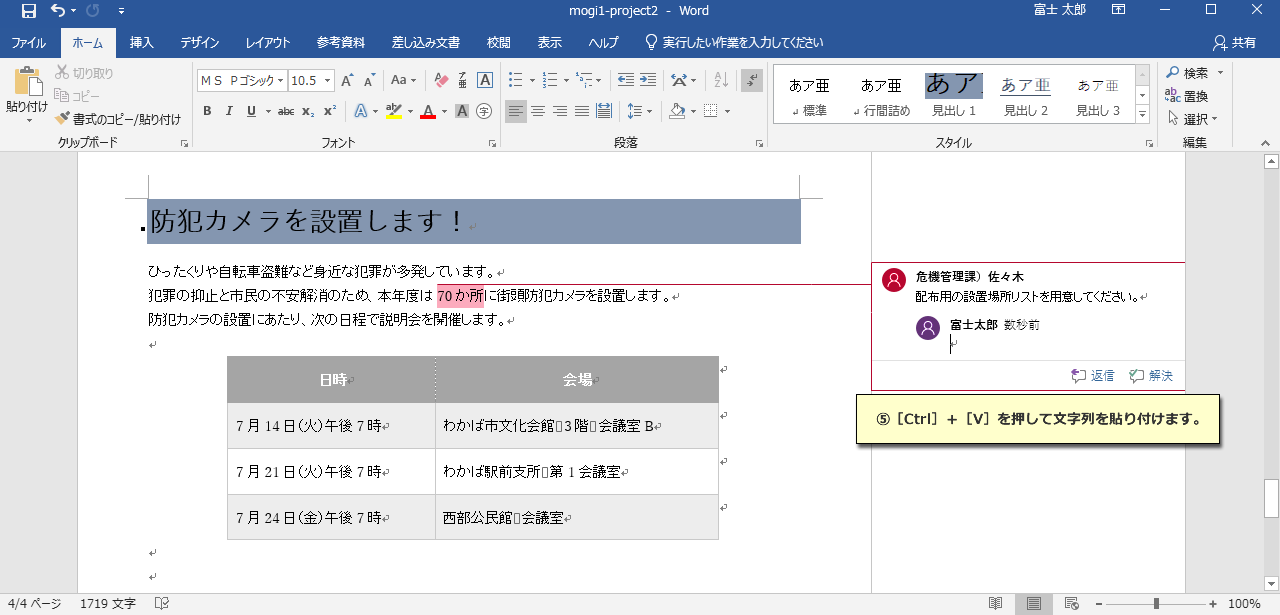 mogi1-project2 - Word
富士 太郎
ファイル ホーム 挿入 デザイン レイアウト 参考資料 差し込み文書 校閲 表示 ヘルプ 実行したい作業を入力してください 共有
貼り付け
切り取り
コピー
書式のコピー/貼り付け
クリップボード
MS Pゴシック 10.5 A A Aa A
B I U abc x₂ x² A aby A A 字
フォント
段落
あア亜 あア亜 あア あア亜 あア亜
標準 行間詰め 見出し 1 見出し 2 見出し 3
スタイル
検索
置換
選択
編集
防犯カメラを設置します！
ひったくりや自転車盗難など身近な犯罪が多発しています。
犯罪の抑止と市民の不安解消のため、本年度は 70 か所に街頭防犯カメラを設置します。
防犯カメラの設置にあたり、次の日程で説明会を開催します。
日時 会場
7 月 14 日(火)午後 7 時 わかば市文化会館□3 階□会議室 B
7 月 21 日(火)午後 7 時 わかば駅前支所□第 1 会議室
7 月 24 日(金)午後 7 時 西部公民館□会議室
危機管理課）佐々木
配布用の設置場所リストを用意してください。
富士太郎 数秒前
返信 解決
⑤［Ctrl］＋［V］を押して文字列を貼り付けます。
4/4 ページ 1719 文字
100%